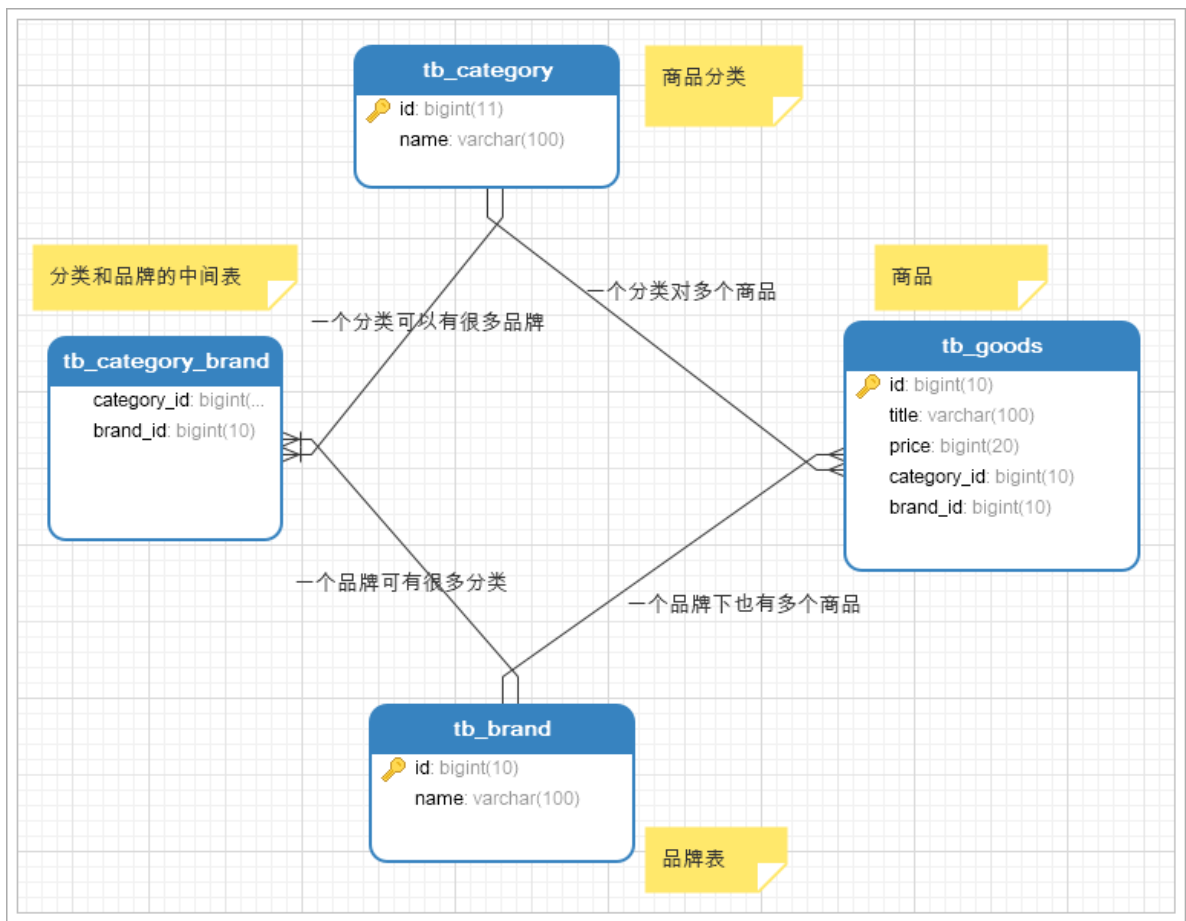 tb_category
id: bigint(11)
name: varchar(100)
商品分类
分类和品牌的中间表
商品
一个分类对多个商品
一个分类可以有很多品牌
tb_category_brand
category_id: bigint(...
brand_id: bigint(10)
tb_goods
id: bigint(10)
title: varchar(100)
price: bigint(20)
category_id: bigint(10)
brand_id: bigint(10)
一个品牌可有很多分类
一个品牌下也有多个商品
tb_brand
id: bigint(10)
name: varchar(100)
品牌表